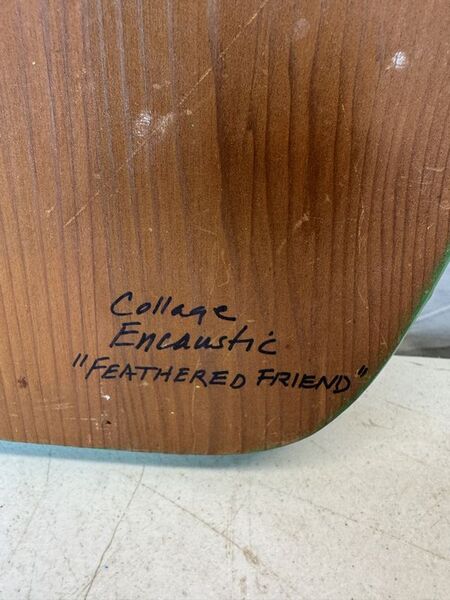 Collage
Encaustic
"FEATHERED FRIEND"